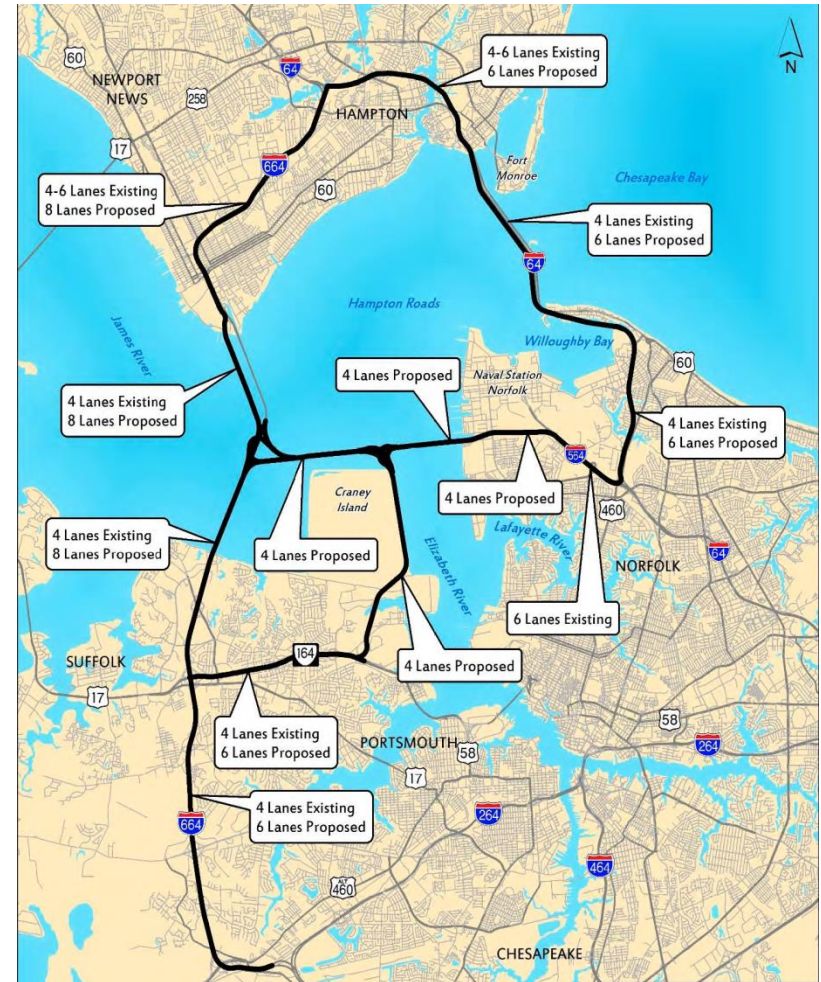 4-6 Lanes Existing
6 Lanes Proposed
N
60
NEWPORT
NEWS
64
258
HAMPTON
17
664
Fort
Monroe
60
Chesapeake Bay
4-6 Lanes Existing
8 Lanes Proposed
4 Lanes Existing
6 Lanes Proposed
64
Hampton Roads
James River
Willoughby Bay
60
Naval Station
Norfolk
4 Lanes Proposed
4 Lanes Existing
8 Lanes Proposed
4 Lanes Existing
6 Lanes Proposed
564
4 Lanes Proposed
460
Craney
Island
Lafayette River
4 Lanes Existing
8 Lanes Proposed
4 Lanes Proposed
Elizabeth River
NORFOLK
64
6 Lanes Existing
SUFFOLK
164
4 Lanes Proposed
17
4 Lanes Existing
6 Lanes Proposed
PORTSMOUTH
58
17
58
264
4 Lanes Existing
6 Lanes Proposed
664
264
464
ALT
460
CHESAPEAKE